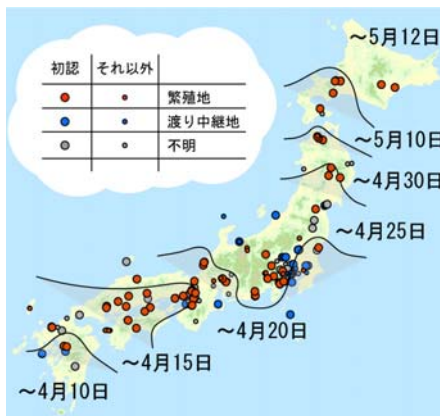 初認 それ以外
繁殖地
渡り中継地
不明
～5月12日
～5月10日
～4月30日
～4月25日
～4月20日
～4月15日
～4月10日